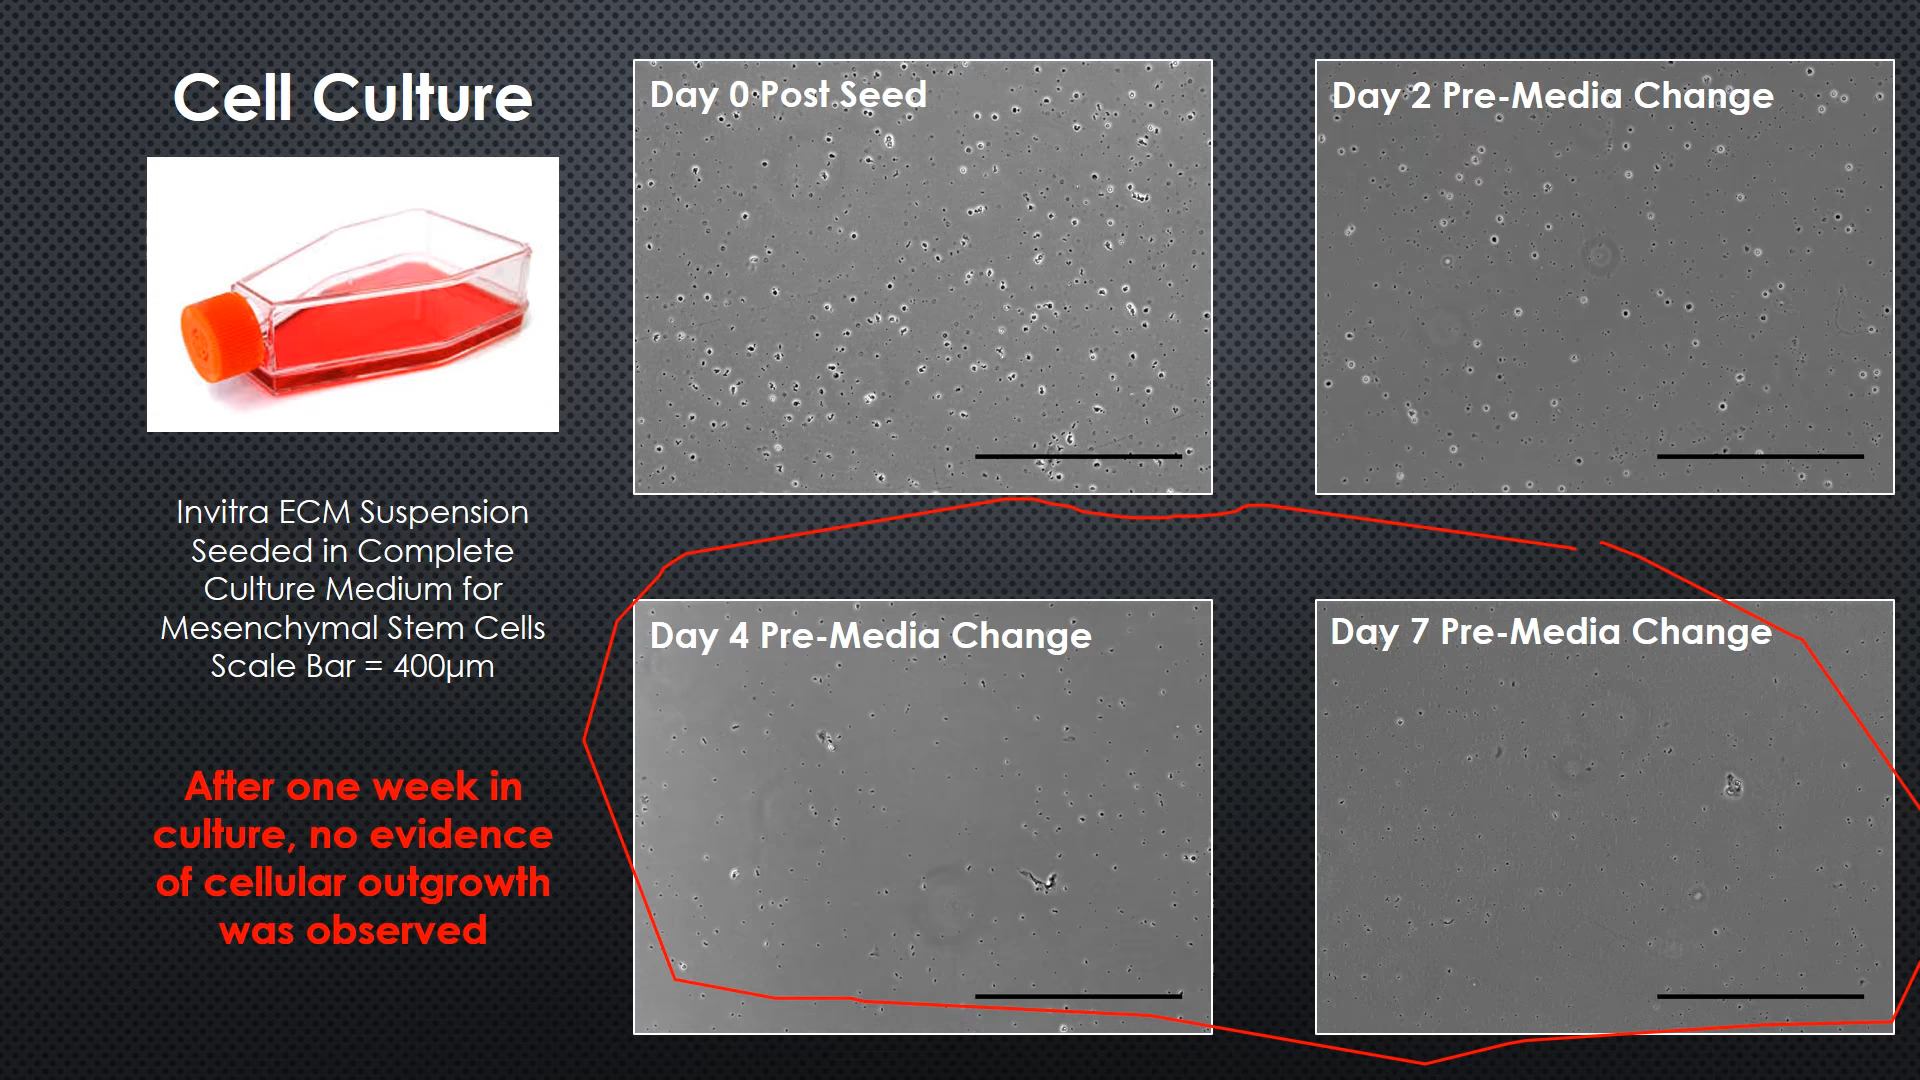 Cell Culture
Invitra ECM Suspension
Seeded in Complete
Culture Medium for
Mesenchymal Stem Cells
Scale Bar = 400µm
After one week in
culture, no evidence
of cellular outgrowth
was observed
Day 0 Post Seed
Day 2 Pre-Media Change
Day 4 Pre-Media Change
Day 7 Pre-Media Change